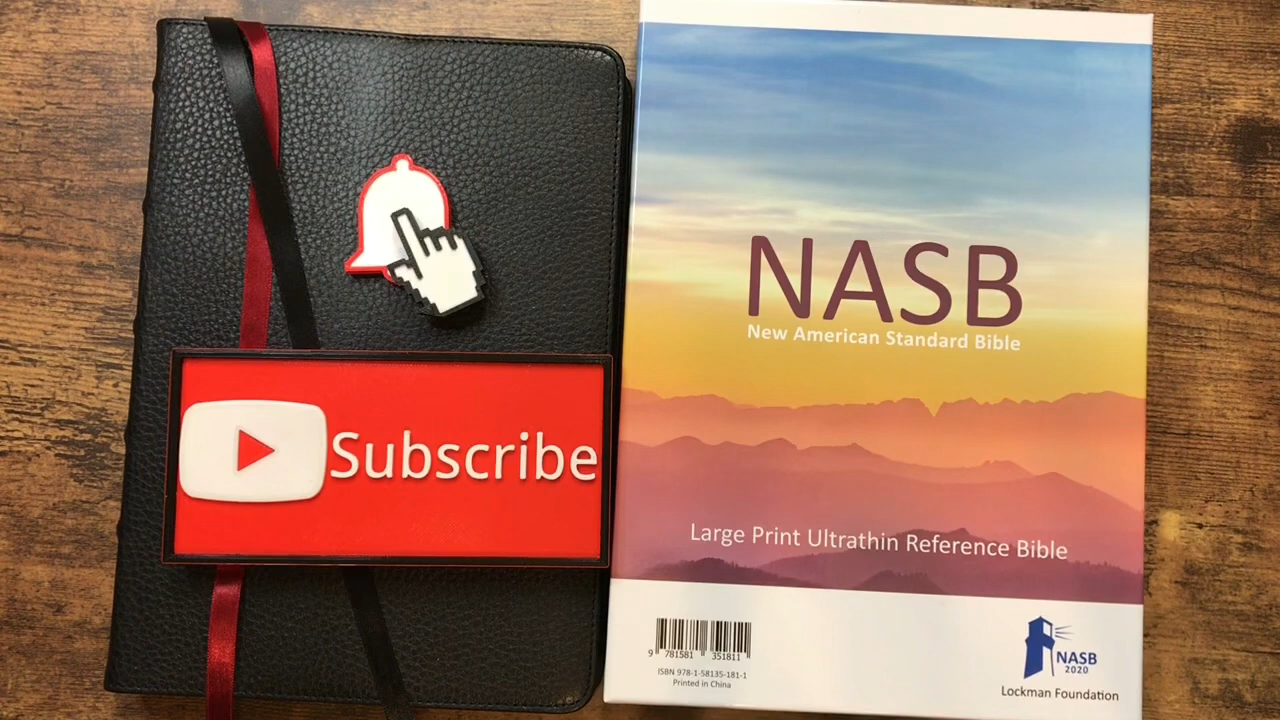 Subscribe
NASB
New American Standard Bible
Large Print Ultrathin Reference Bible
9 781581 351811
ISBN 978-1-58135-181-1
Printed in China
NASB
2020
Lockman Foundation